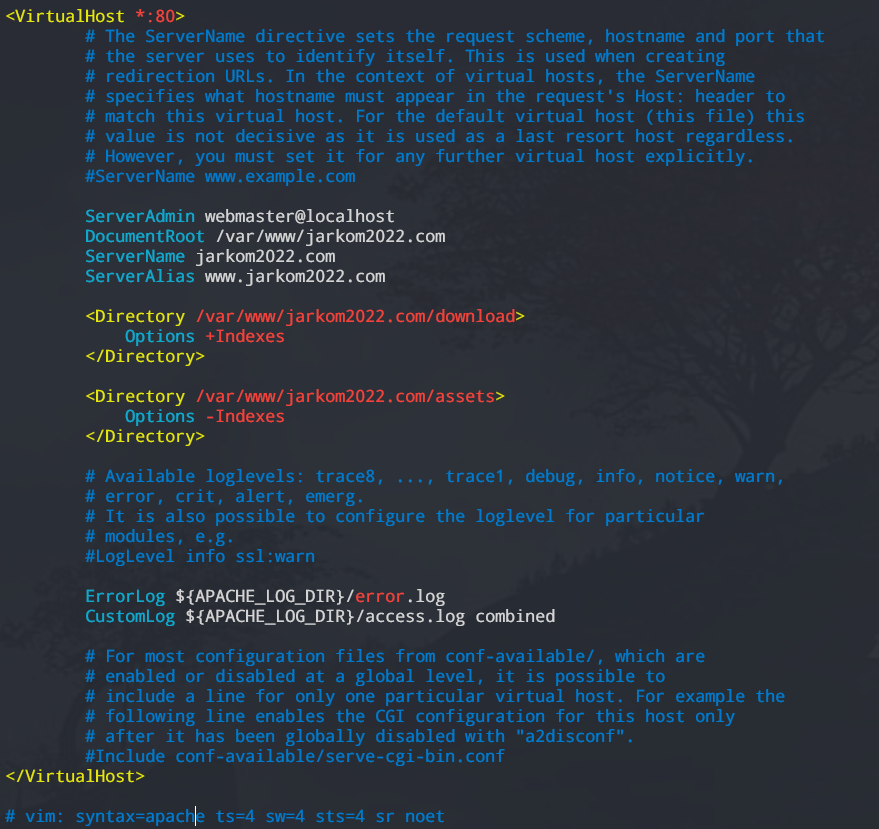 <VirtualHost *:80>
# The ServerName directive sets the request scheme, hostname and port that
# the server uses to identify itself. This is used when creating
# redirection URLs. In the context of virtual hosts, the ServerName
# specifies what hostname must appear in the request's Host: header to
# match this virtual host. For the default virtual host (this file) this
# value is not decisive as it is used as a last resort host regardless.
# However, you must set it for any further virtual host explicitly.
#ServerName www.example.com
ServerAdmin webmaster@localhost
DocumentRoot /var/www/jarkom2022.com
ServerName jarkom2022.com
ServerAlias www.jarkom2022.com
<Directory /var/www/jarkom2022.com/download>
Options +Indexes
</Directory>
<Directory /var/www/jarkom2022.com/assets>
Options -Indexes
</Directory>
# Available loglevels: trace8, ..., trace1, debug, info, notice, warn,
# error, crit, alert, emerg.
# It is also possible to configure the loglevel for particular
# modules, e.g.
#LogLevel info ssl:warn
ErrorLog ${APACHE_LOG_DIR}/error.log
CustomLog ${APACHE_LOG_DIR}/access.log combined
# For most configuration files from conf-available/, which are
# enabled or disabled at a global level, it is possible to
# include a line for only one particular virtual host. For example the
# following line enables the CGI configuration for this host only
# after it has been globally disabled with "a2disconf".
#Include conf-available/serve-cgi-bin.conf
</VirtualHost>
# vim: syntax=apache ts=4 sw=4 sts=4 sr noet